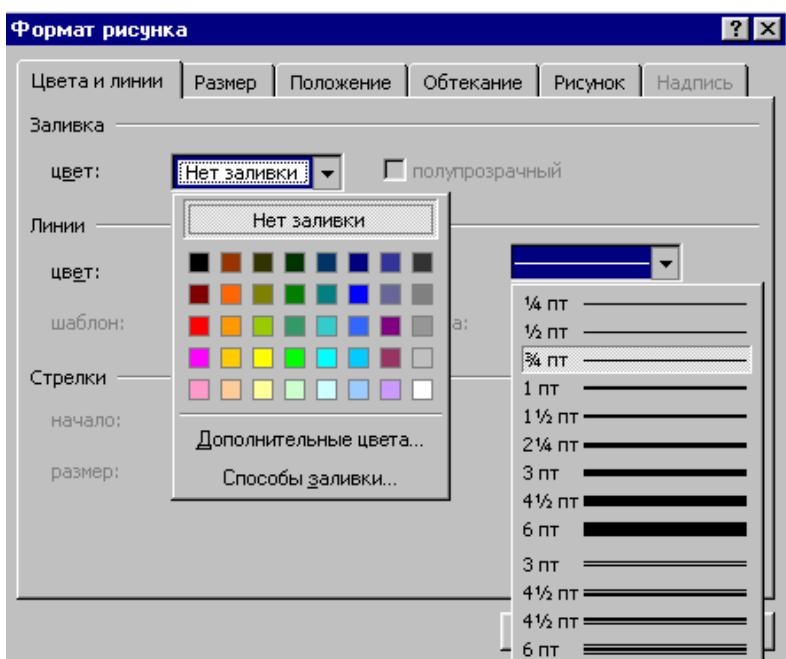 Формат рисунка
Цвета и линии Размер Положение Обтекание Рисунок Надпись
Заливка
цвет: Нет заливки полупрозрачный
Нет заливки
Линии
цвет:
шаблон: а:
Стрелки
начало:
размер:
Дополнительные цвета...
Способы заливки...
¼ пт
½ пт
¾ пт
1 пт
1½ пт
2¼ пт
3 пт
4½ пт
6 пт
3 пт
4½ пт
4½ пт
6 пт